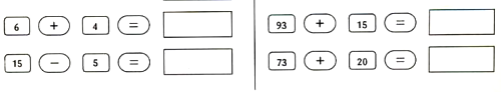 6 + 4 =
15 − 5 =
93 + 15 =
73 + 20 =